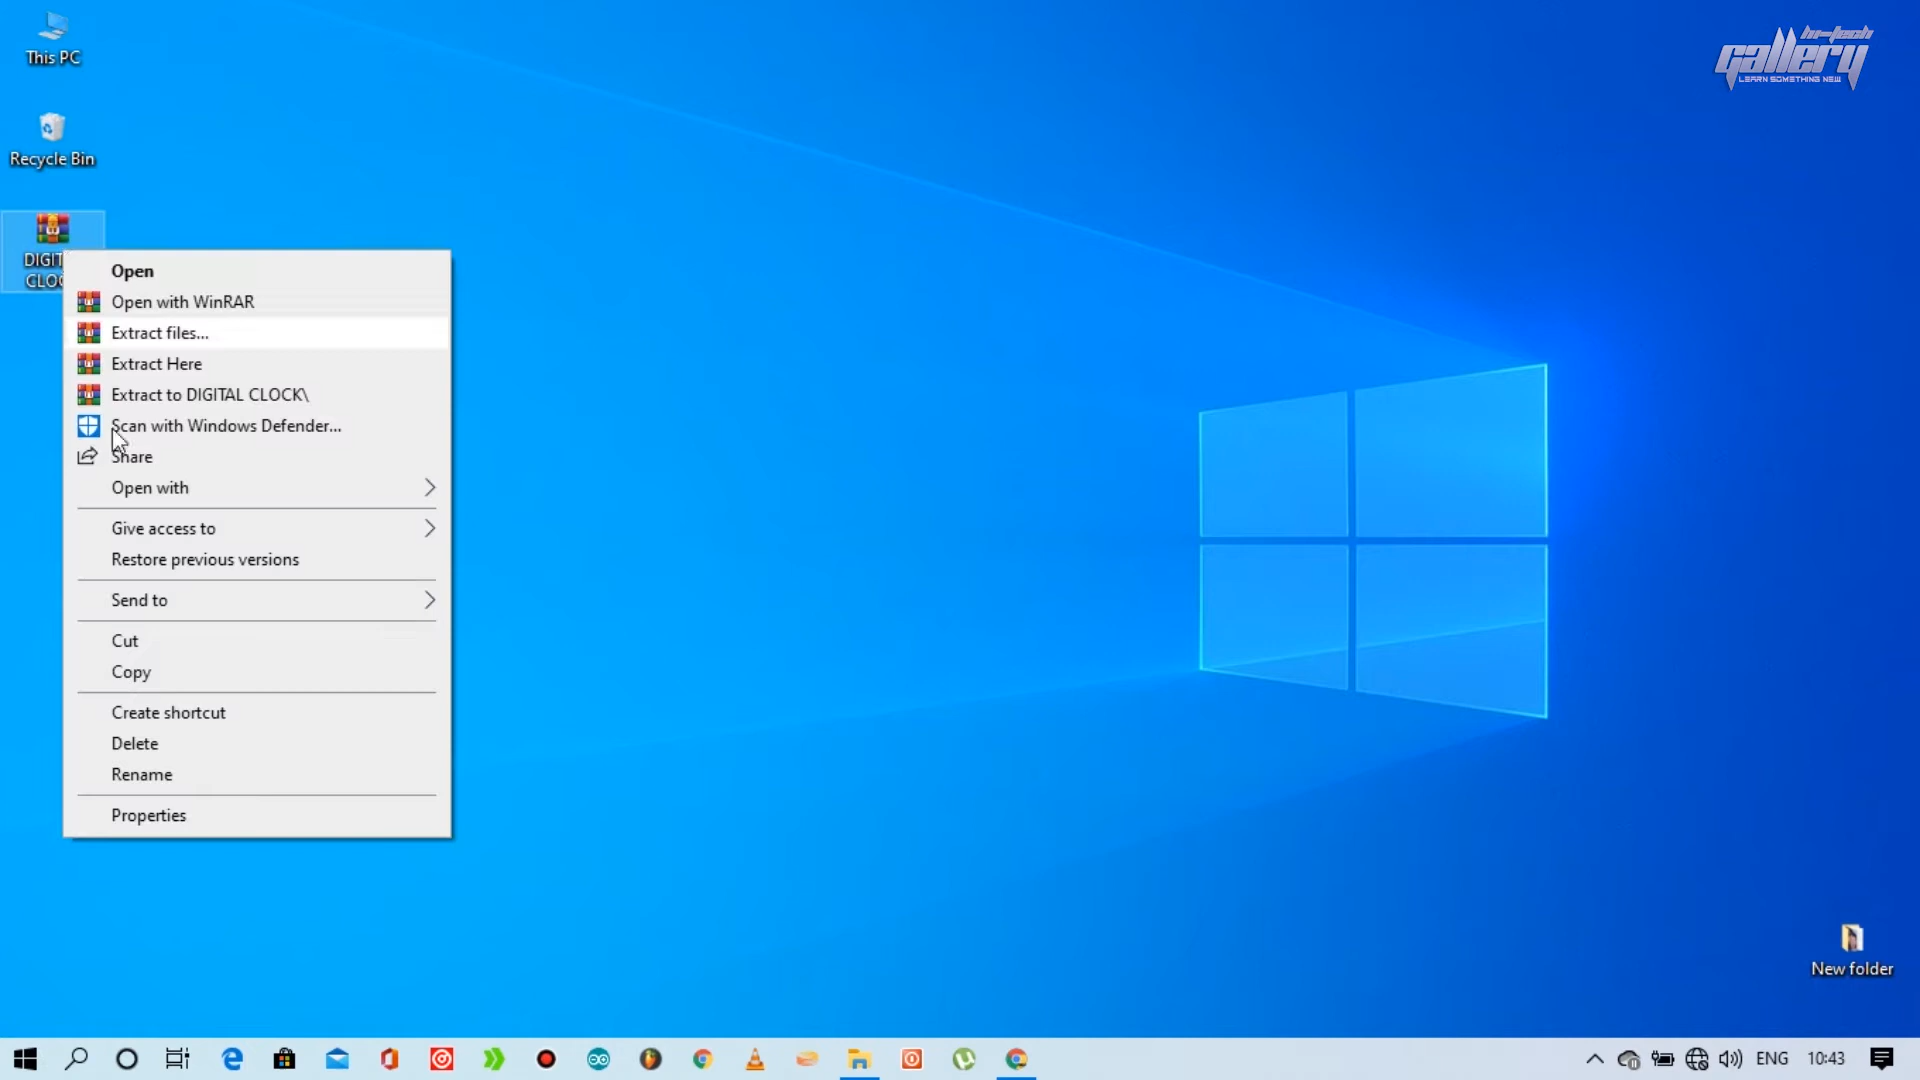 This PC
hi-tech
gallery
LEARN SOMETHING NEW
Recycle Bin
DIGIT
CLO
Open
Open with WinRAR
Extract files...
Extract Here
Extract to DIGITAL CLOCK\
Scan with Windows Defender...
Share
Open with
Give access to
Restore previous versions
Send to
Cut
Copy
Create shortcut
Delete
Rename
Properties
New folder
ENG
10:43